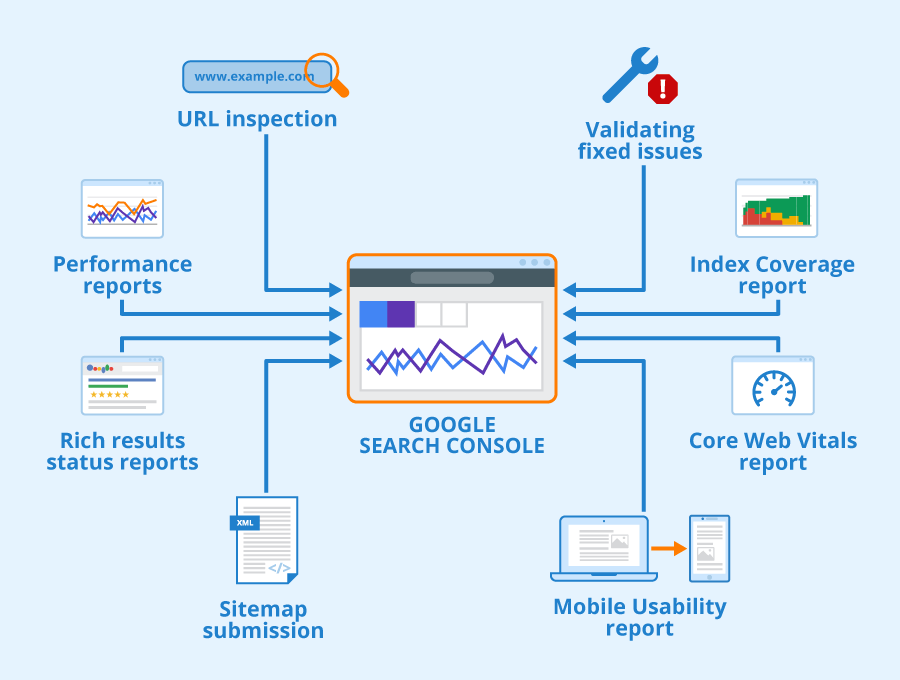 www.example.com
URL inspection
Validating
fixed issues
Performance
reports
Index Coverage
report
Rich results
status reports
GOOGLE
SEARCH CONSOLE
Core Web Vitals
report
XML
</>
Sitemap
submission
Mobile Usability
report